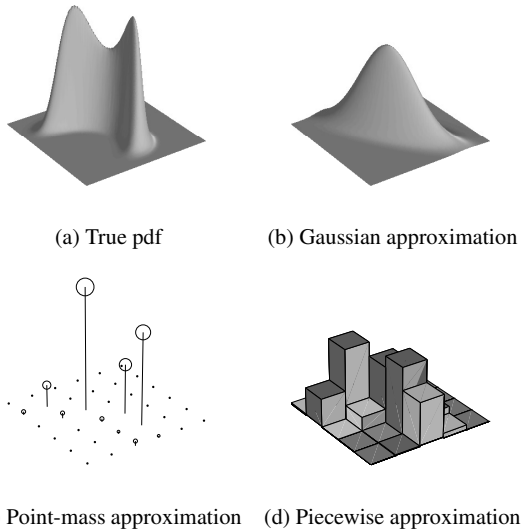 (a) True pdf
(b) Gaussian approximation
Point-mass approximation
(d) Piecewise approximation